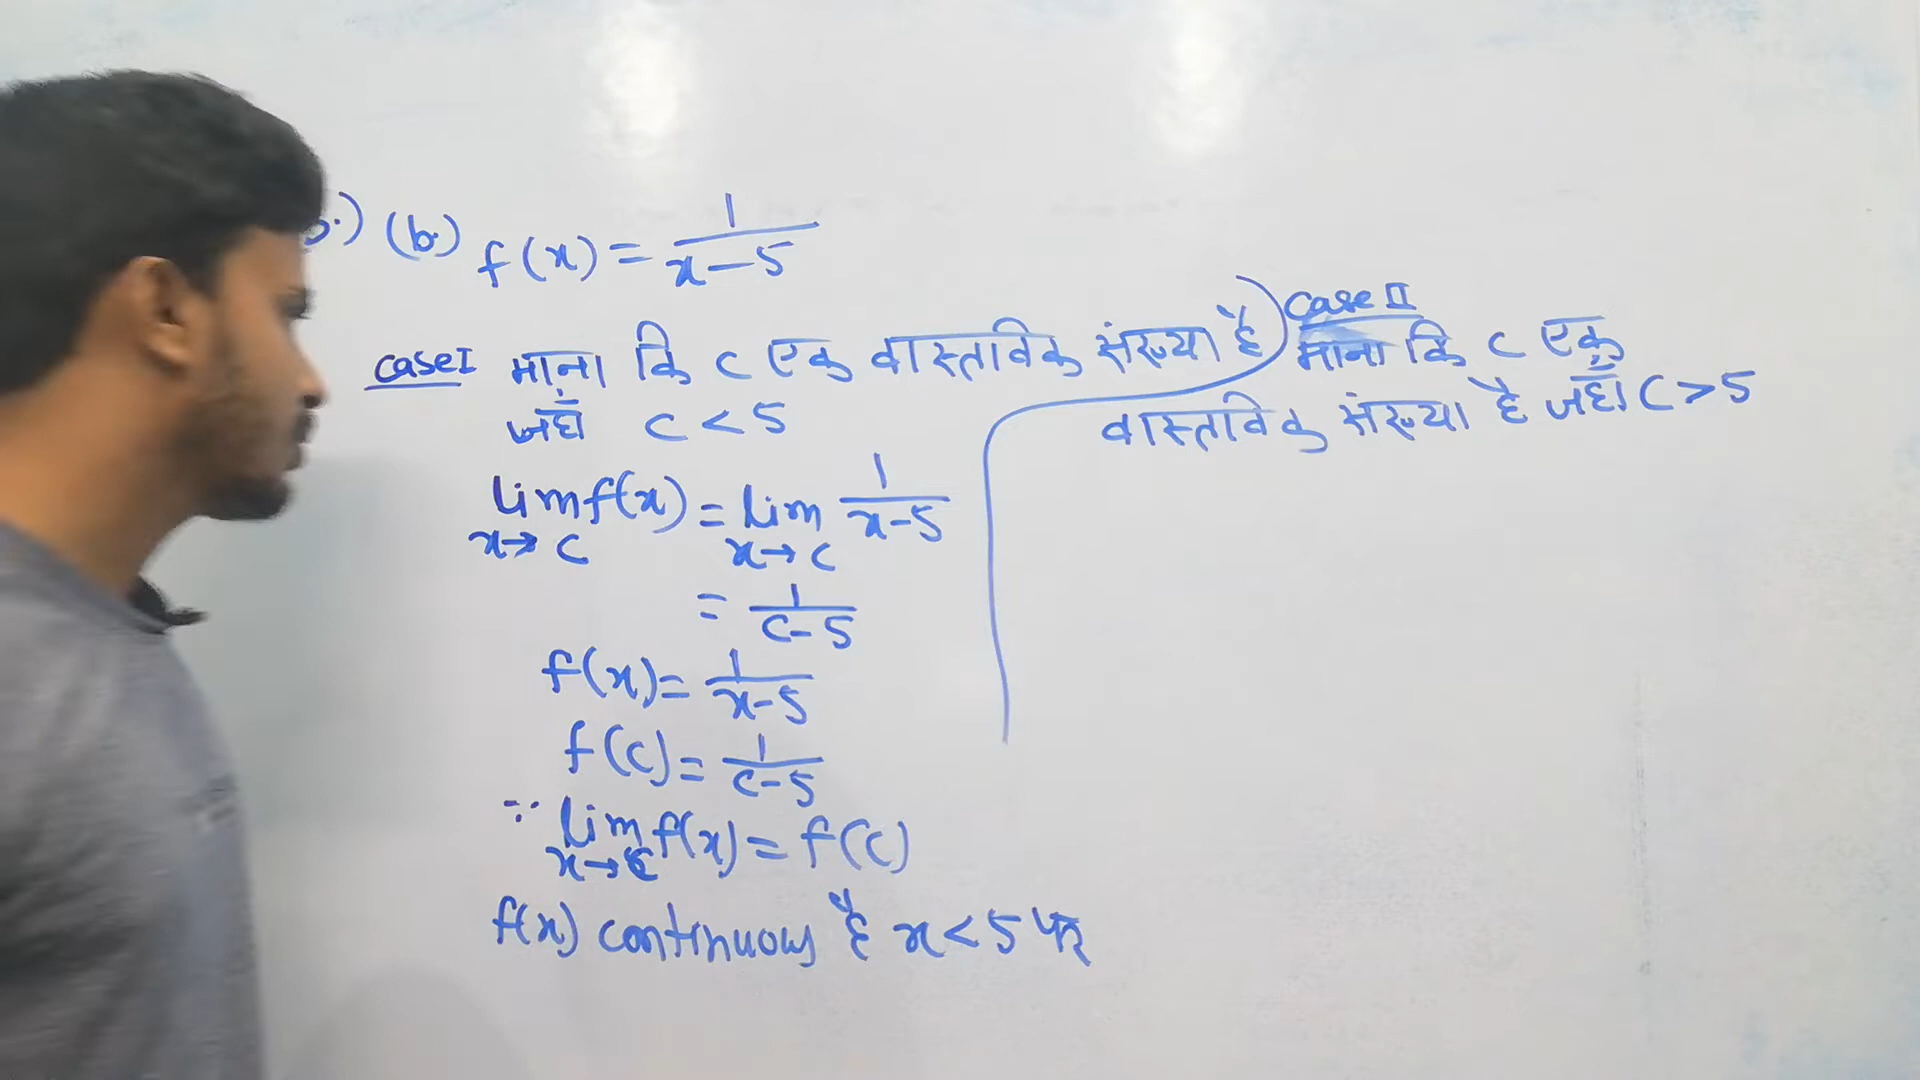 (b.) f(x) = 1/(x-5)
case I माना कि c एक वास्तविक संख्या है
जहाँ c < 5
lim x→c f(x) = lim x→c 1/(x-5)
= 1/(c-5)
f(x) = 1/(x-5)
f(c) = 1/(c-5)
∵ lim x→c f(x) = f(c)
f(x) continuous है x < 5 पर
Case II
माना कि c एक
वास्तविक संख्या है जहाँ c > 5